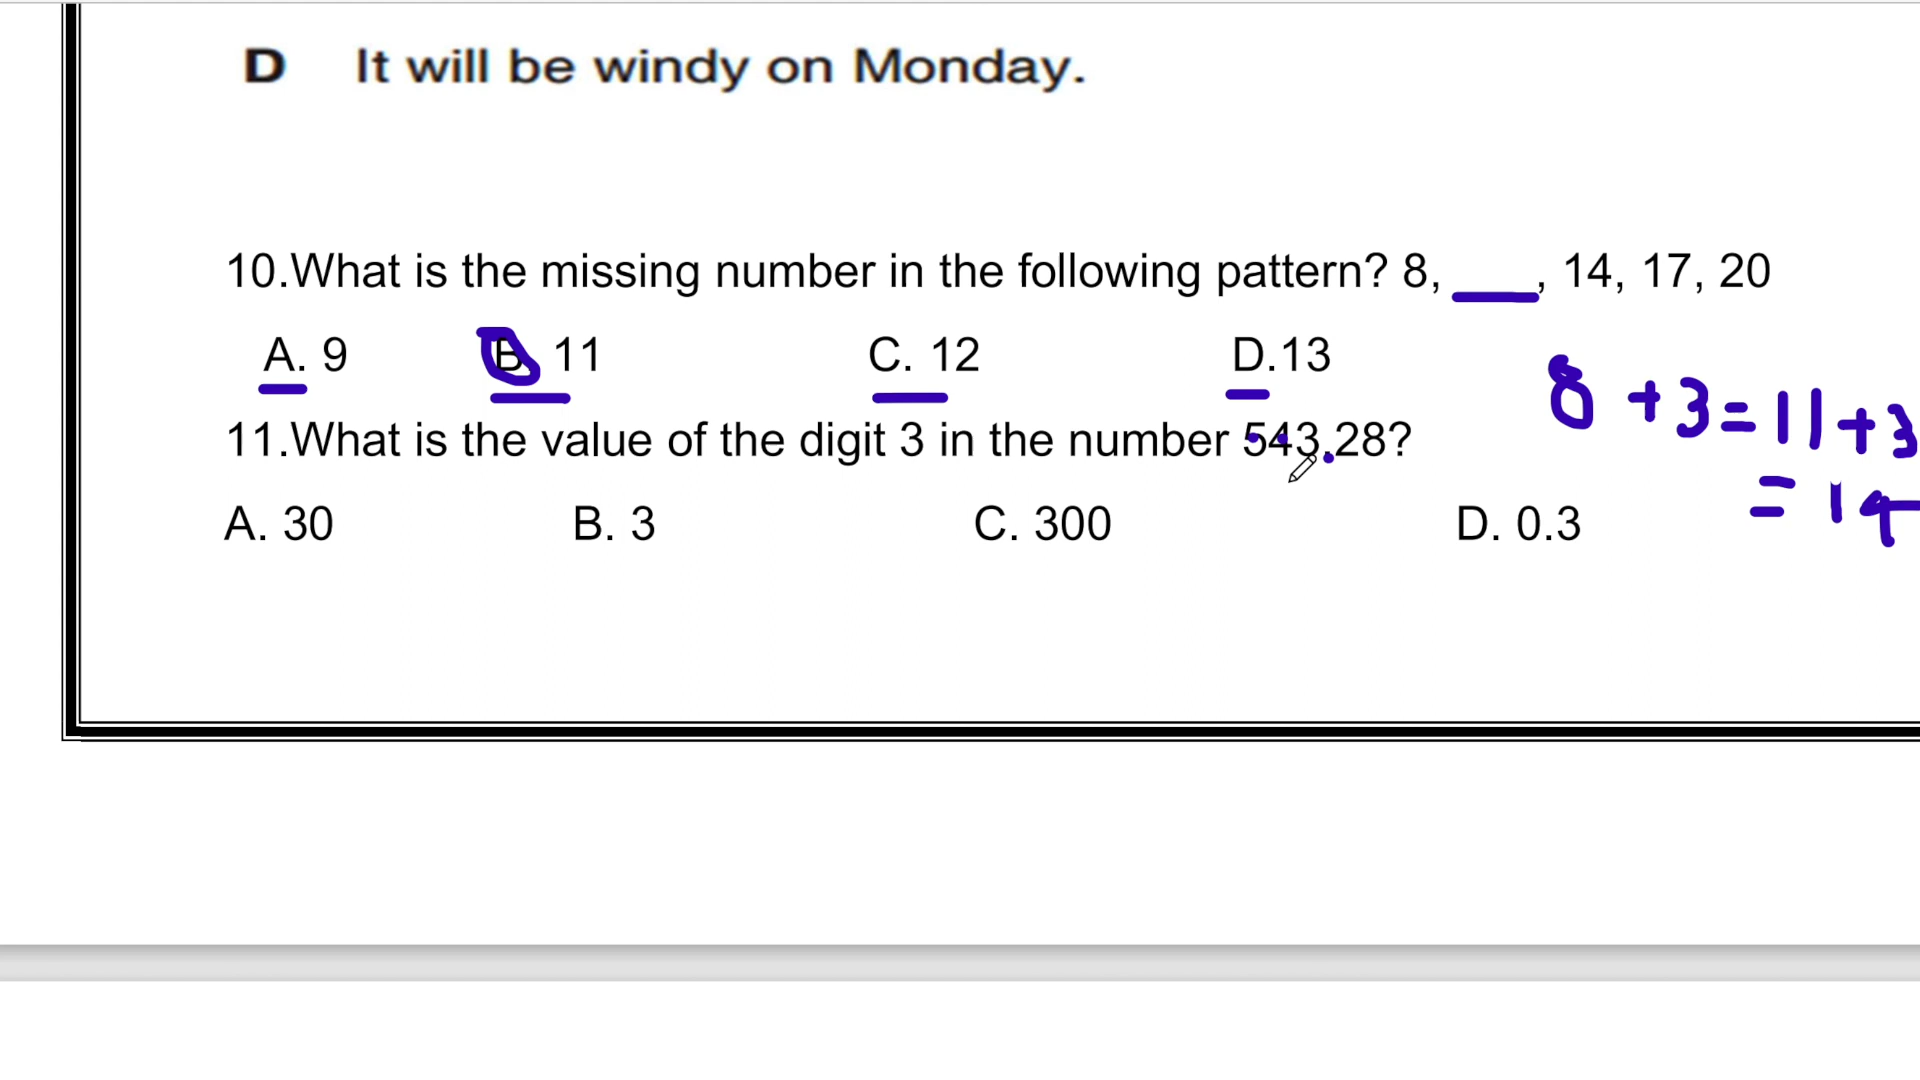 D It will be windy on Monday.
10.What is the missing number in the following pattern? 8, ___, 14, 17, 20
A. 9 B. 11 C. 12 D.13
8 + 3 = 11 + 3
= 14
11.What is the value of the digit 3 in the number 543.28?
A. 30 B. 3 C. 300 D. 0.3